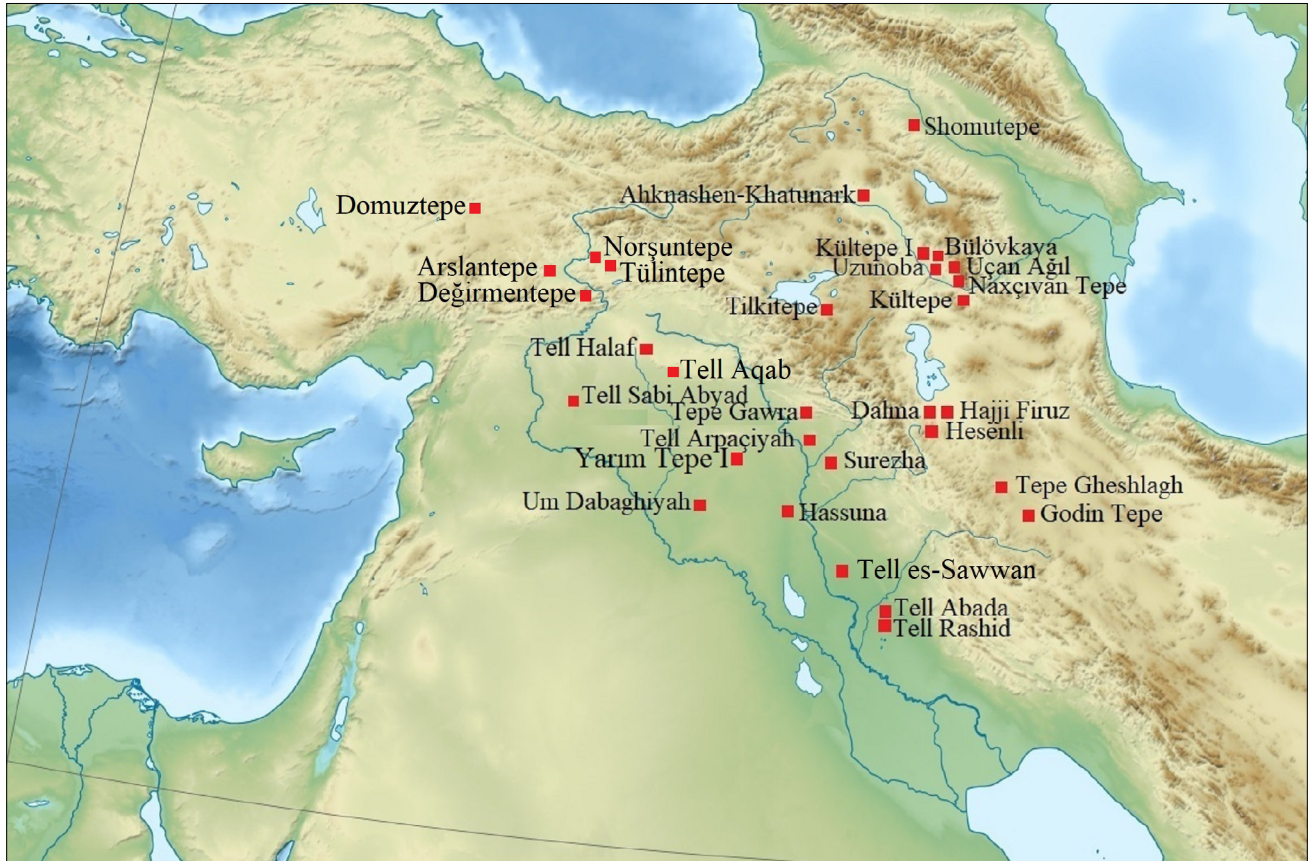 Shomutepe
Ahknashen-Khatunark
Domuztepe
Norşuntepe
Tülintepe
Arslantepe
Değirmentepe
Kültepe I
Bülövkaya
Uzunoba
Uçan Ağıl
Naxçıvan Tepe
Kültepe
Tilkitepe
Tell Halaf
Tell Aqab
Tell Sabi Abyad
Tepe Gawra
Dalma
Hajji Firuz
Hesenli
Tell Arpaçiyah
Yarım Tepe I
Surezha
Tepe Gheshlagh
Um Dabaghiyah
Hassuna
Godin Tepe
Tell es-Sawwan
Tell Abada
Tell Rashid